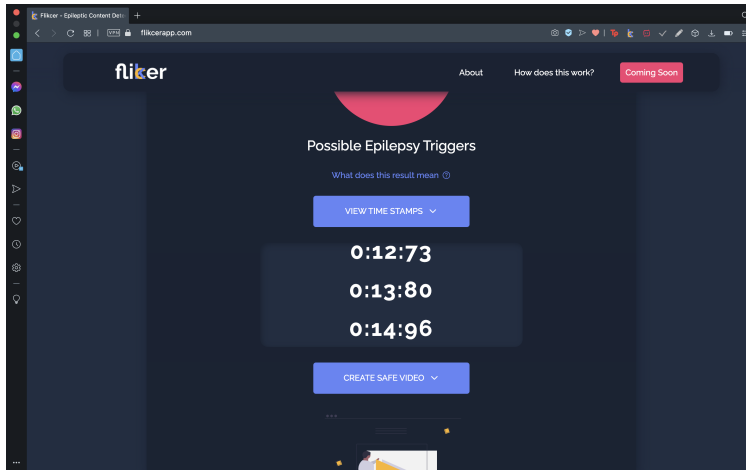 Flikcer - Epileptic Content Dete
VPN
flikcerapp.com
flikcer
About
How does this work?
Coming Soon
Possible Epilepsy Triggers
What does this result mean
VIEW TIME STAMPS
0:12:73
0:13:80
0:14:96
CREATE SAFE VIDEO